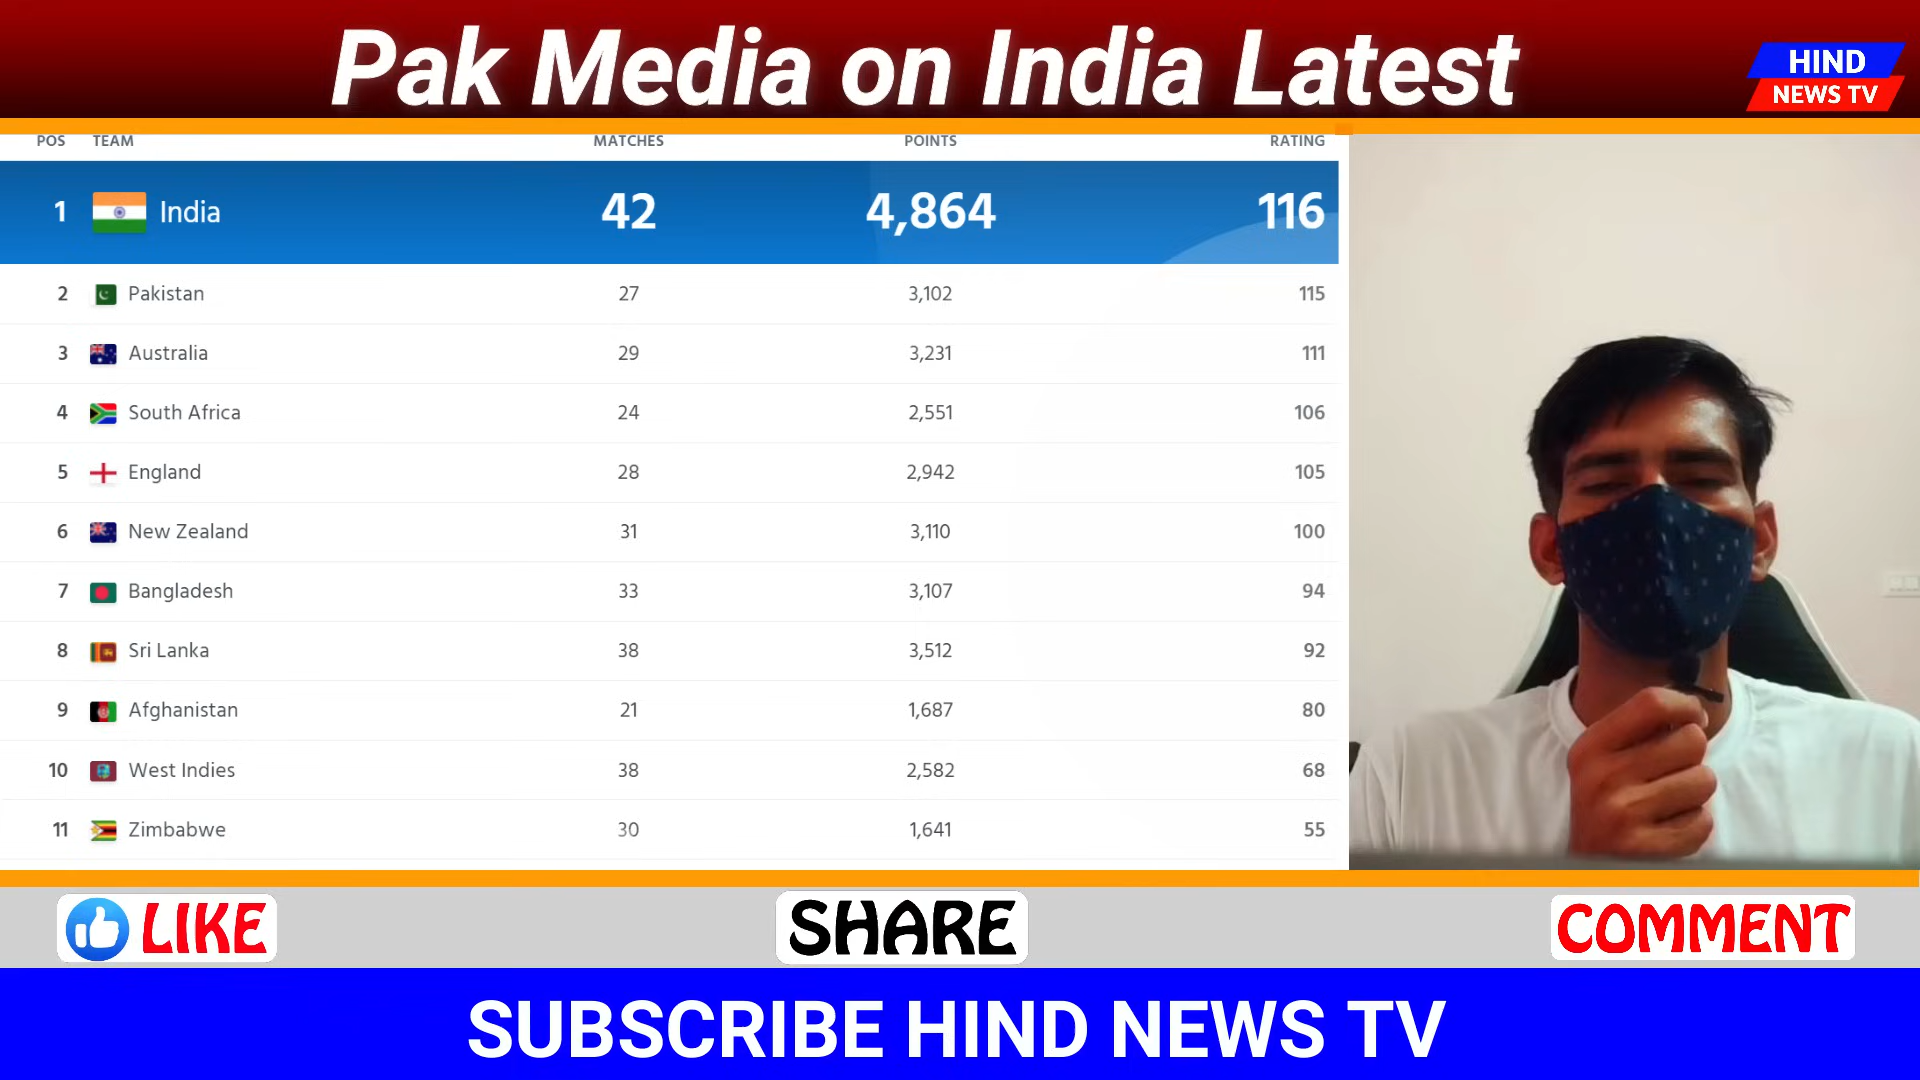 Pak Media on India Latest
HIND
NEWS TV
POS TEAM MATCHES POINTS RATING
1 India 42 4,864 116
2 Pakistan 27 3,102 115
3 Australia 29 3,231 111
4 South Africa 24 2,551 106
5 England 28 2,942 105
6 New Zealand 31 3,110 100
7 Bangladesh 33 3,107 94
8 Sri Lanka 38 3,512 92
9 Afghanistan 21 1,687 80
10 West Indies 38 2,582 68
11 Zimbabwe 30 1,641 55
LIKE SHARE COMMENT
SUBSCRIBE HIND NEWS TV